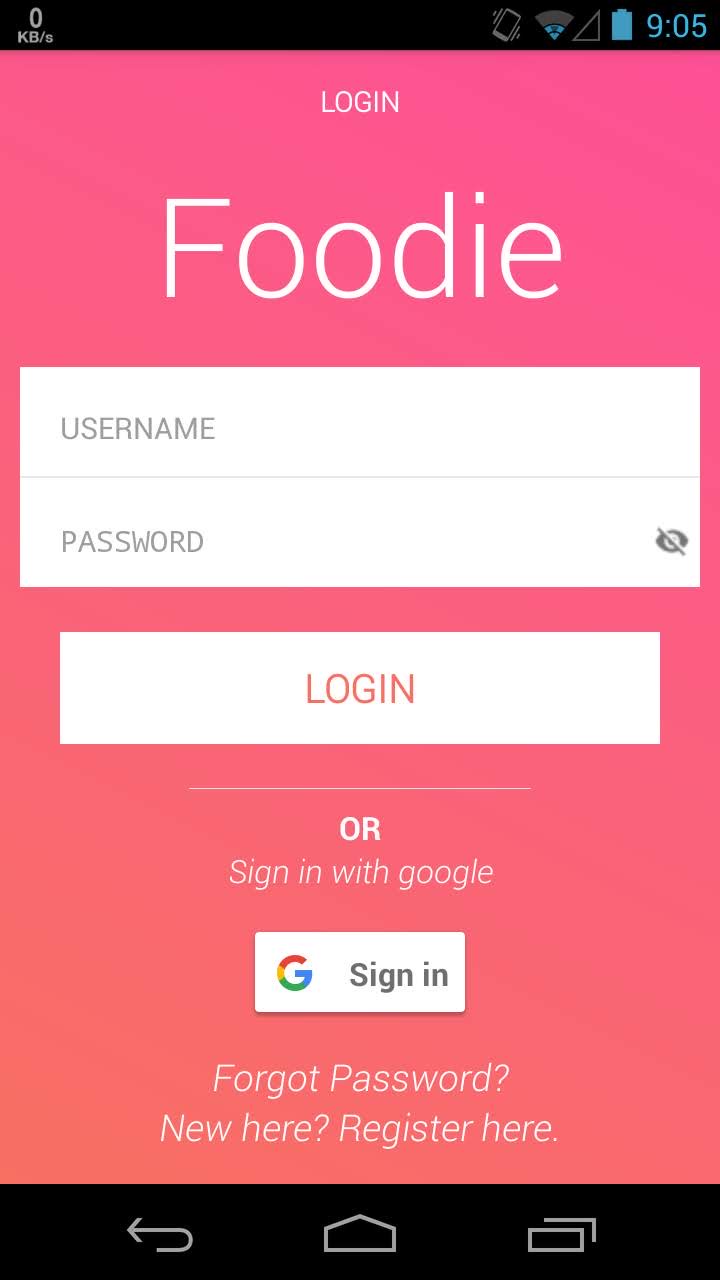 0
KB/s
9:05
LOGIN
Foodie
USERNAME
PASSWORD
LOGIN
OR
Sign in with google
Sign in
Forgot Password?
New here? Register here.